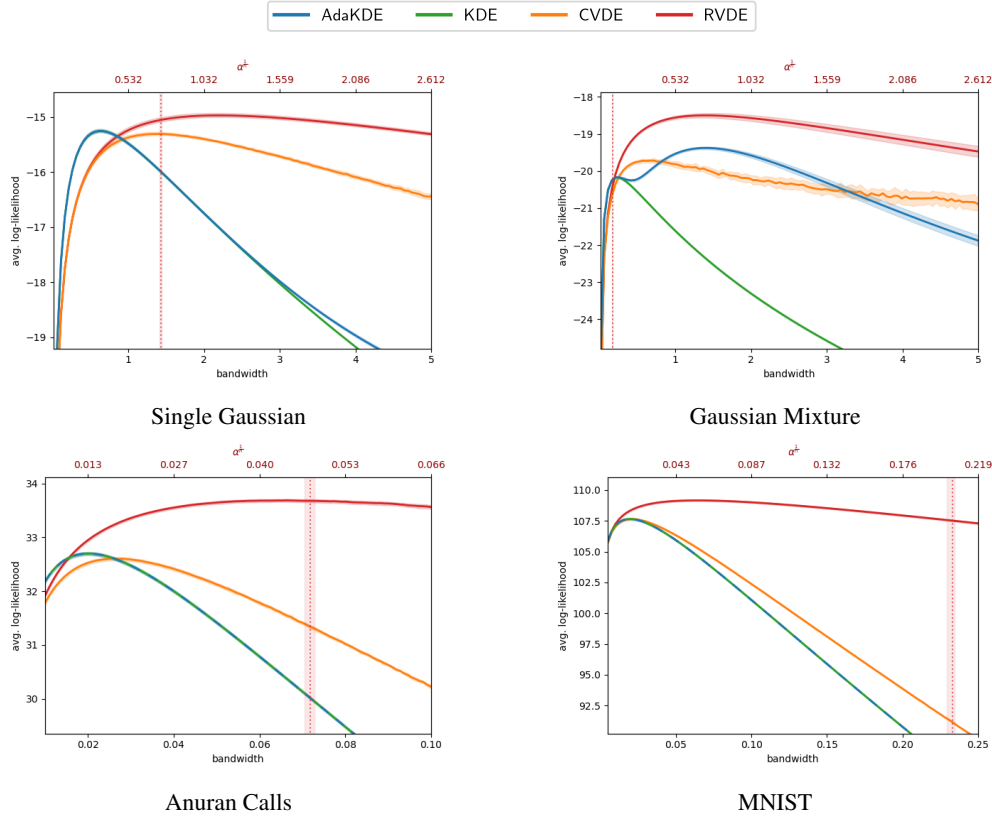 AdaKDE KDE CVDE RVDE
α^{1/n}
0.532 1.032 1.559 2.086 2.612
−15
−16
−17
−18
−19
avg. log-likelihood
1 2 3 4 5
bandwidth
Single Gaussian
α^{1/n}
0.532 1.032 1.559 2.086 2.612
−18
−19
−20
−21
−22
−23
−24
avg. log-likelihood
1 2 3 4 5
bandwidth
Gaussian Mixture
α^{1/n}
0.013 0.027 0.040 0.053 0.066
34
33
32
31
30
avg. log-likelihood
0.02 0.04 0.06 0.08 0.10
bandwidth
Anuran Calls
α^{1/n}
0.043 0.087 0.132 0.176 0.219
110.0
107.5
105.0
102.5
100.0
97.5
95.0
92.5
avg. log-likelihood
0.05 0.10 0.15 0.20 0.25
bandwidth
MNIST